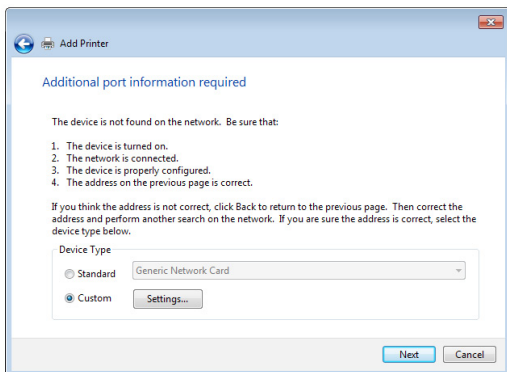 Add Printer
Additional port information required
The device is not found on the network.  Be sure that:
1.  The device is turned on.
2.  The network is connected.
3.  The device is properly configured.
4.  The address on the previous page is correct.
If you think the address is not correct, click Back to return to the previous page.  Then correct the
address and perform another search on the network.  If you are sure the address is correct, select the
device type below.
Device Type
Standard
Generic Network Card
Custom
Settings...
Next
Cancel